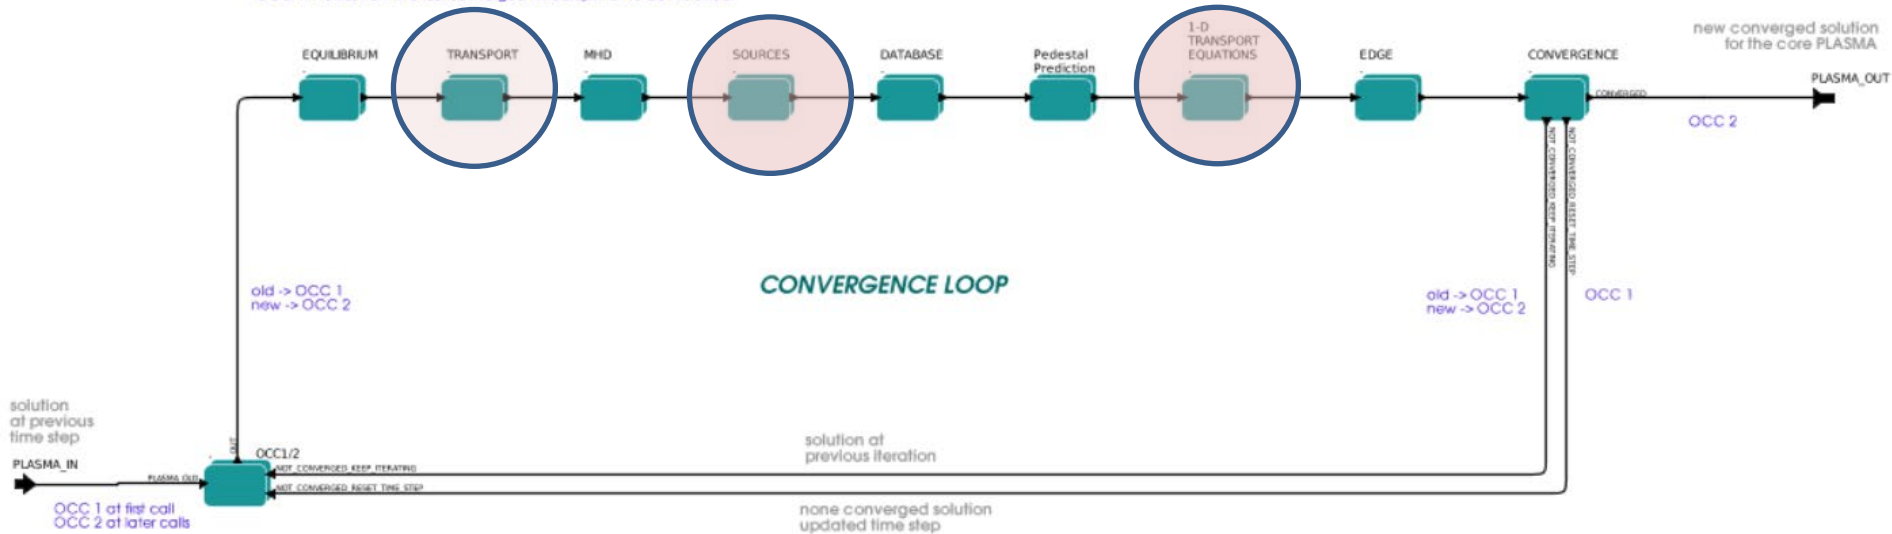 EQUILIBRIUM
TRANSPORT
MHD
SOURCES
DATABASE
Pedestal
Prediction
1-D
TRANSPORT
EQUATIONS
EDGE
CONVERGENCE
new converged solution
for the core PLASMA
PLASMA_OUT
CONVERGED
OCC 2
NOT_CONVERGED_KEEP_ITERATING
NOT_CONVERGED_RESET_TIME_STEP
CONVERGENCE LOOP
old -> OCC 1
new -> OCC 2
old -> OCC 1
new -> OCC 2
OCC 1
solution
at previous
time step
PLASMA_IN
PLASMA_OLD
OUT
OCC1/2
OCC 1 at first call
OCC 2 at later calls
solution at
previous iteration
NOT_CONVERGED_KEEP_ITERATING
NOT_CONVERGED_RESET_TIME_STEP
none converged solution
updated time step